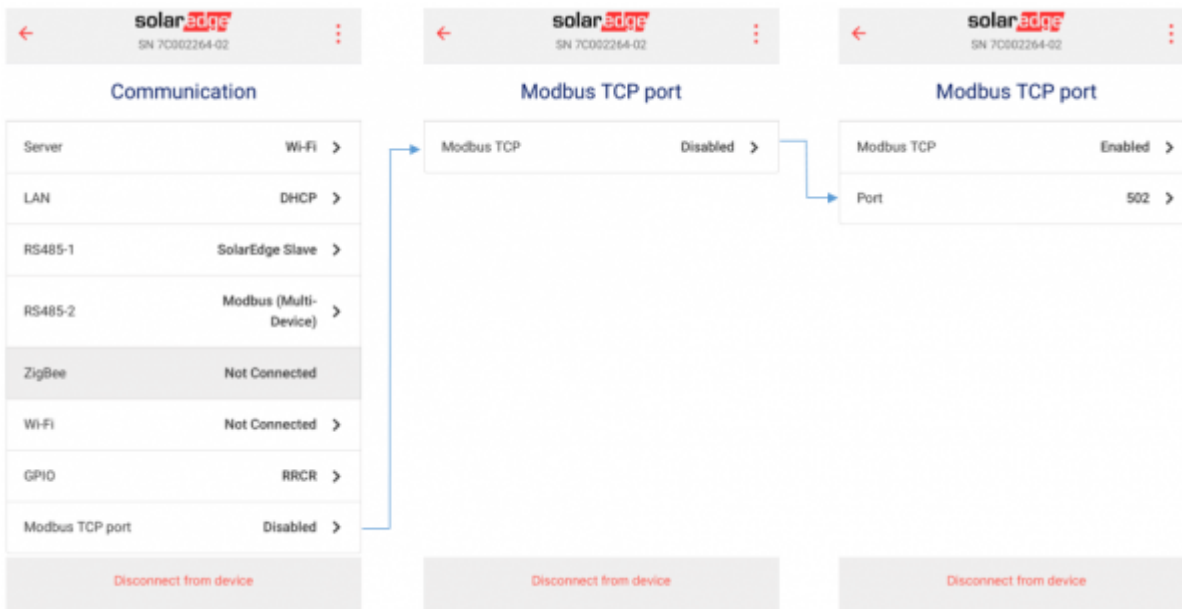 solaredge
SN 7C002264-02
Communication
Server Wi-Fi
LAN DHCP
RS485-1 SolarEdge Slave
RS485-2 Modbus (Multi-
Device)
ZigBee Not Connected
Wi-Fi Not Connected
GPIO RRCR
Modbus TCP port Disabled
Disconnect from device
solaredge
SN 7C002264-02
Modbus TCP port
Modbus TCP Disabled
Disconnect from device
solaredge
SN 7C002264-02
Modbus TCP port
Modbus TCP Enabled
Port 502
Disconnect from device